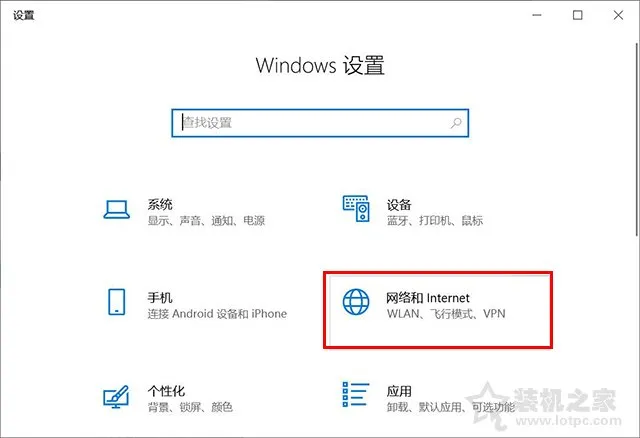 设置
Windows 设置
查找设置
系统
显示、声音、通知、电源
设备
蓝牙、打印机、鼠标
手机
连接 Android 设备和 iPhone
网络和 Internet
WLAN、飞行模式、VPN
个性化
背景、锁屏、颜色
应用
卸载、默认应用、可选功能
装机之家
www.lotpc.com